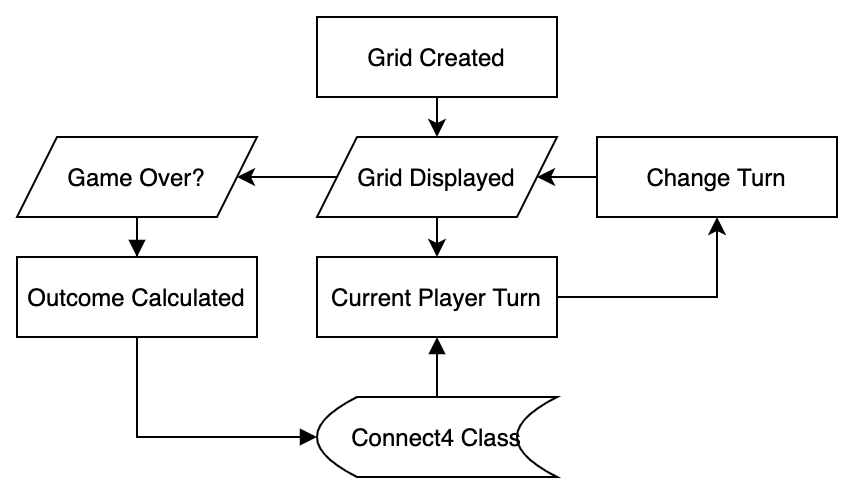 Grid Created
Game Over?
Grid Displayed
Change Turn
Outcome Calculated
Current Player Turn
Connect4 Class